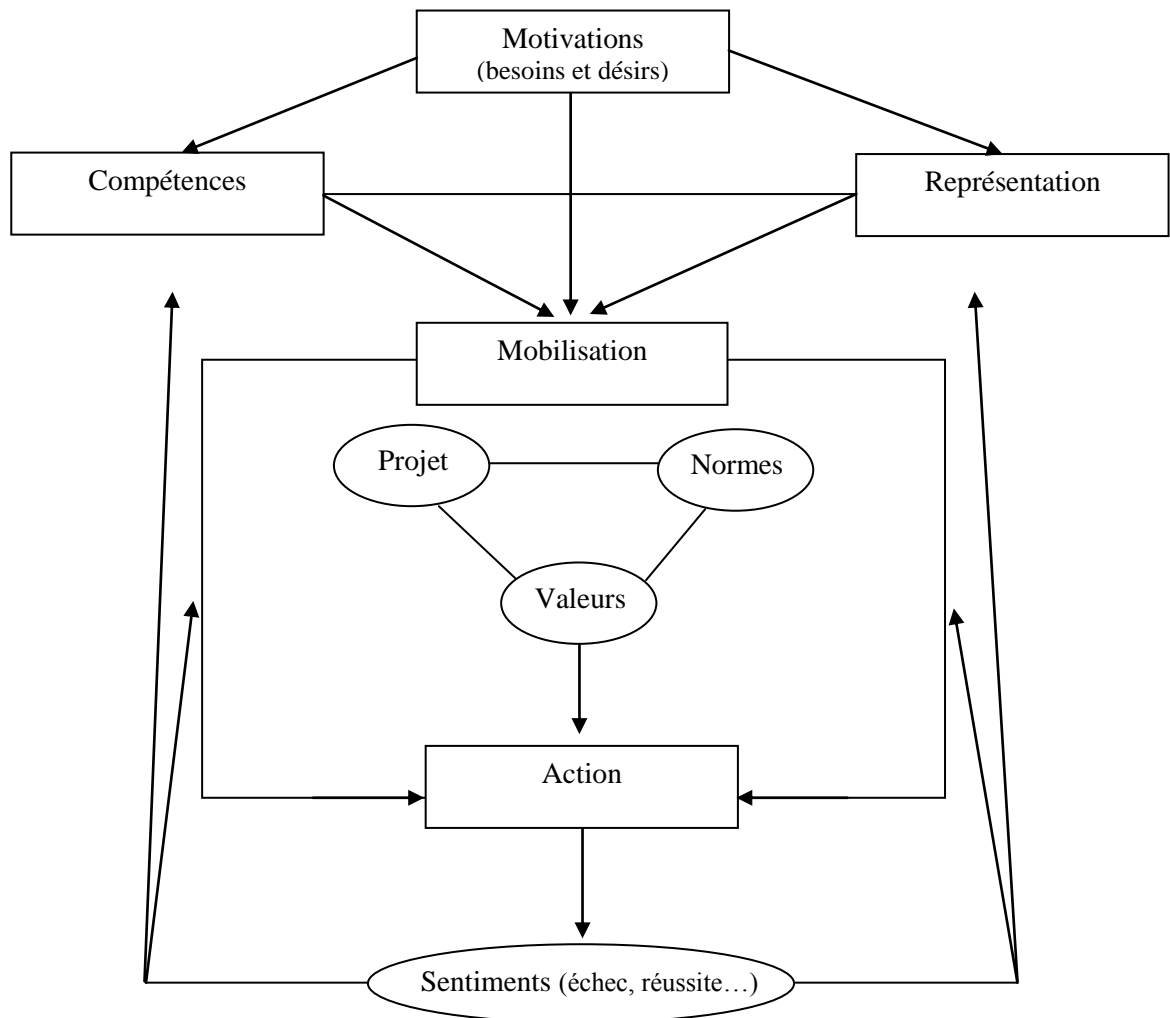 Motivations
(besoins et désirs)
Compétences
Représentation
Mobilisation
Projet
Normes
Valeurs
Action
Sentiments (échec, réussite…)